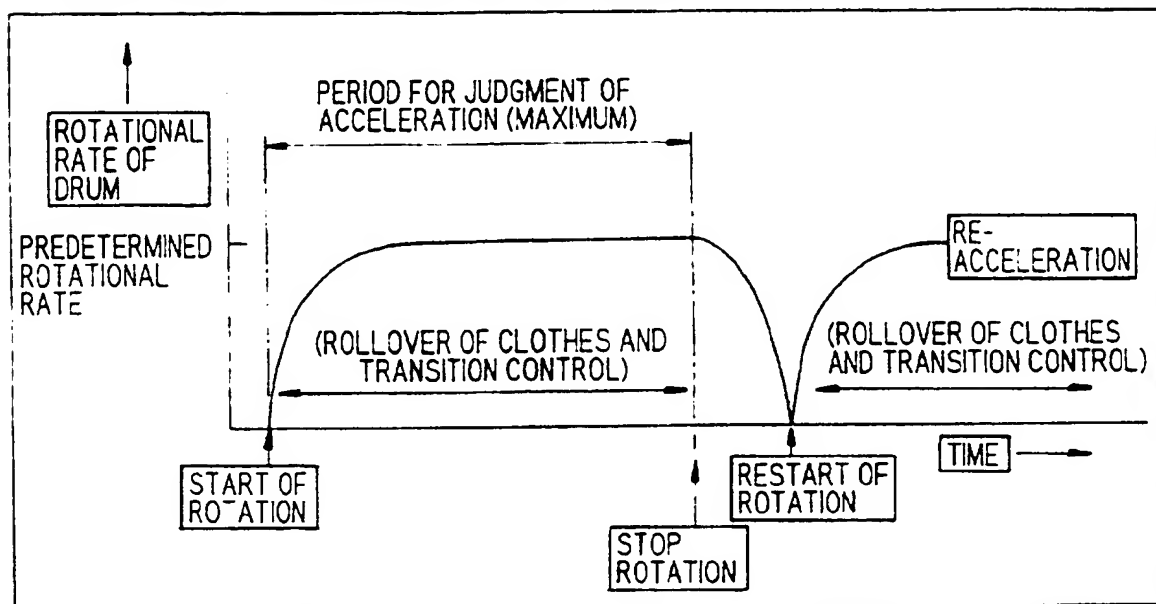 PERIOD FOR JUDGMENT OF
ACCELERATION (MAXIMUM)
ROTATIONAL
RATE OF
DRUM
PREDETERMINED
ROTATIONAL
RATE
RE-
ACCELERATION
(ROLLOVER OF CLOTHES AND
TRANSITION CONTROL)
(ROLLOVER OF CLOTHES
AND TRANSITION CONTROL)
TIME
START OF
ROTATION
RESTART OF
ROTATION
STOP
ROTATION